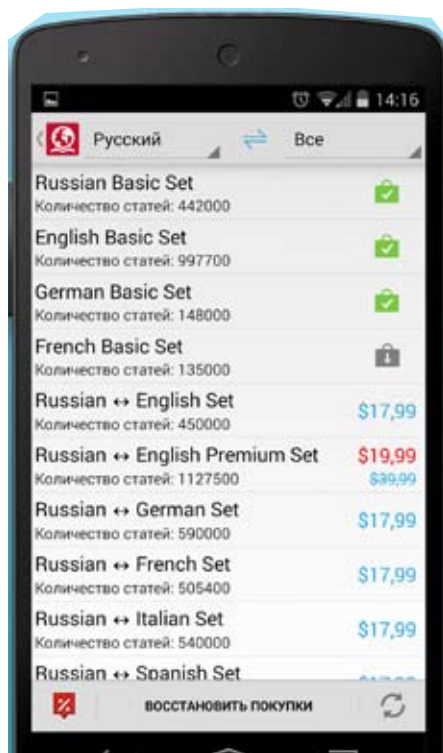 14:16
Русский Все
Russian Basic Set
Количество статей: 442000
English Basic Set
Количество статей: 997700
German Basic Set
Количество статей: 148000
French Basic Set
Количество статей: 135000
Russian ↔ English Set
Количество статей: 450000
$17,99
Russian ↔ English Premium Set
$19,99
Количество статей: 1127500
$39,99
Russian ↔ German Set
Количество статей: 590000
$17,99
Russian ↔ French Set
Количество статей: 505400
$17,99
Russian ↔ Italian Set
Количество статей: 540000
$17,99
Russian ↔ Spanish Set
ВОССТАНОВИТЬ ПОКУПКИ